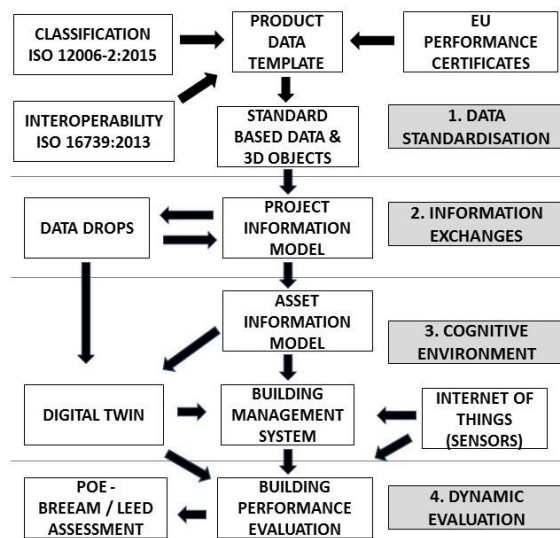 CLASSIFICATION
ISO 12006-2:2015
PRODUCT
DATA
TEMPLATE
EU
PERFORMANCE
CERTIFICATES
INTEROPERABILITY
ISO 16739:2013
STANDARD
BASED DATA &
3D OBJECTS
1. DATA
STANDARDISATION
DATA DROPS
PROJECT
INFORMATION
MODEL
2. INFORMATION
EXCHANGES
ASSET
INFORMATION
MODEL
3. COGNITIVE
ENVIRONMENT
DIGITAL TWIN
BUILDING
MANAGEMENT
SYSTEM
INTERNET OF
THINGS
(SENSORS)
POE -
BREEAM / LEED
ASSESSMENT
BUILDING
PERFORMANCE
EVALUATION
4. DYNAMIC
EVALUATION